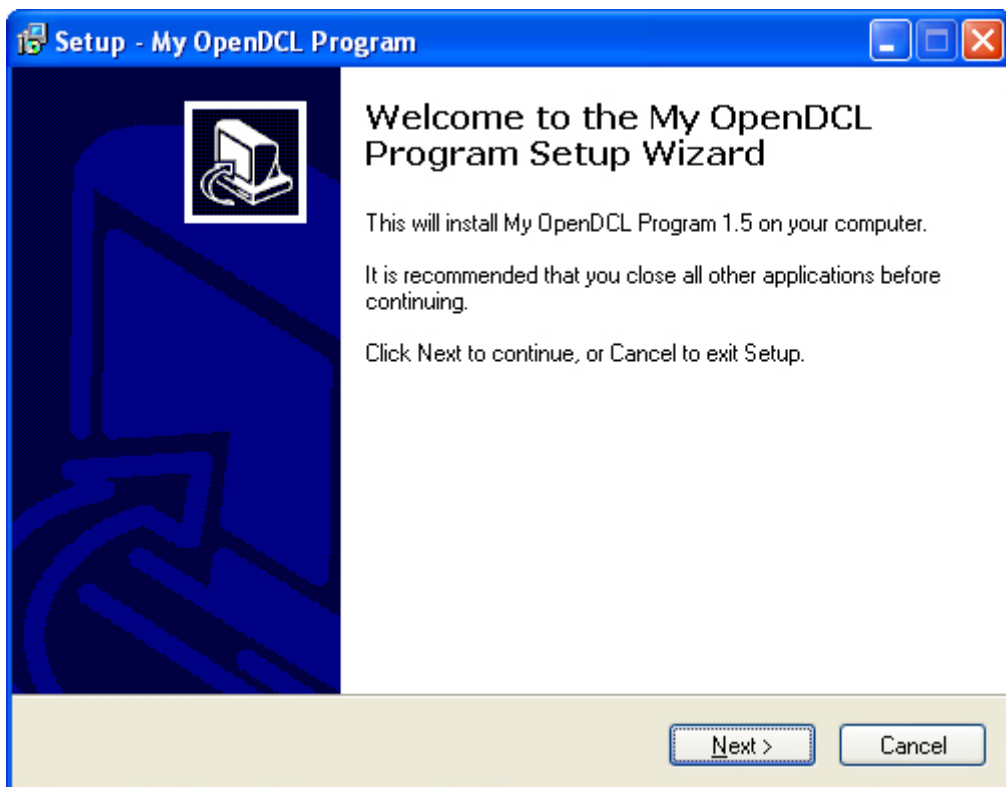 Setup - My OpenDCL Program
Welcome to the My OpenDCL
Program Setup Wizard
This will install My OpenDCL Program 1.5 on your computer.
It is recommended that you close all other applications before
continuing.
Click Next to continue, or Cancel to exit Setup.
Next >
Cancel